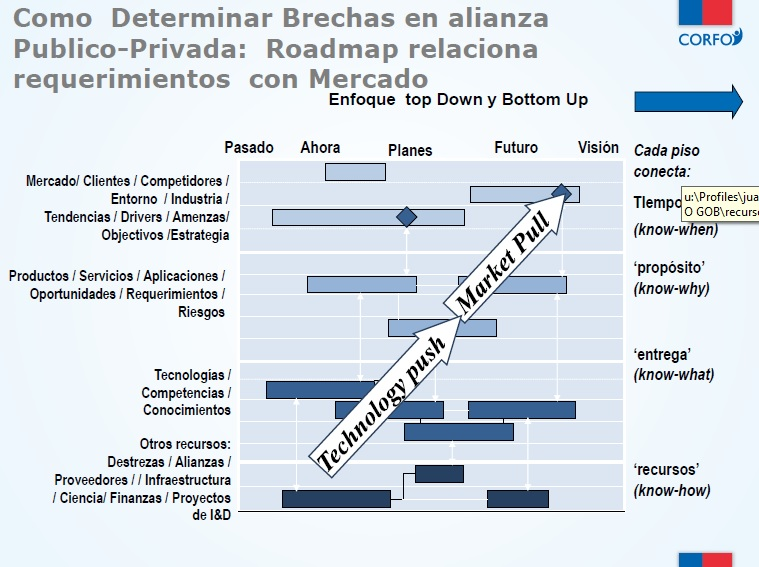 Como Determinar Brechas en alianza
Publico-Privada: Roadmap relaciona
requerimientos con Mercado
CORFO
Enfoque top Down y Bottom Up
Pasado Ahora Planes Futuro Visión
Cada piso
conecta:
Mercado/ Clientes / Competidores /
Entorno / Industria /
Tendencias / Drivers / Amenzas/
Objectivos /Estrategia
TIempo
(know-when)
u:\Profiles\jua
O GOB\recurso
Productos / Servicios / Aplicaciones /
Oportunidades / Requerimientos /
Riesgos
‘propósito’
(know-why)
Market Pull
‘entrega’
(know-what)
Technology push
Tecnologías /
Competencias /
Conocimientos
Otros recursos:
Destrezas / Alianzas /
Proveedores / / Infraestructura
/ Ciencia/ Finanzas / Proyectos
de I&D
‘recursos’
(know-how)